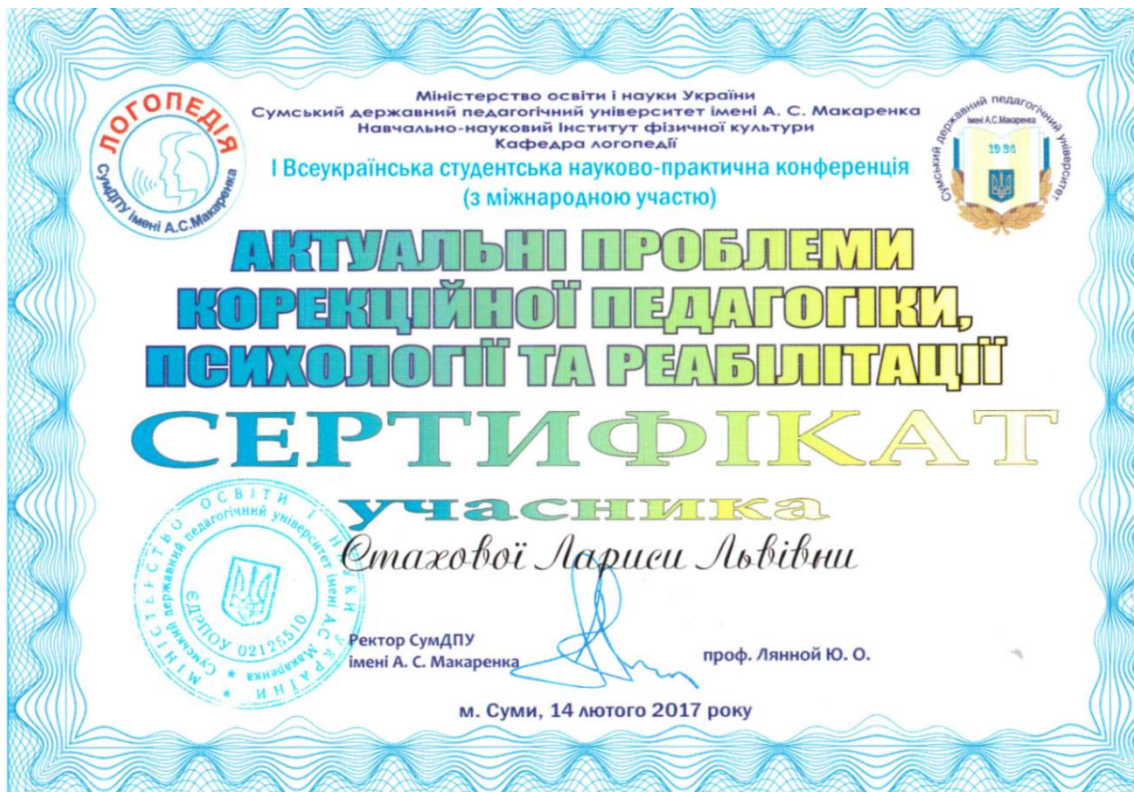 Міністерство освіти і науки України
Сумський державний педагогічний університет імені А. С. Макаренка
Навчально-науковий Інститут фізичної культури
Кафедра логопедії
І Всеукраїнська студентська науково-практична конференція
(з міжнародною участю)
ЛОГОПЕДІЯ
СумДПУ імені А.С.Макаренка
Сумський державний педагогічний університет
імені А.С.Макаренка
1924
АКТУАЛЬНІ ПРОБЛЕМИ
КОРЕКЦІЙНОЇ ПЕДАГОГІКИ,
ПСИХОЛОГІЇ ТА РЕАБІЛІТАЦІЇ
СЕРТИФІКАТ
учасника
Стахової Лариси Львівни
МІНІСТЕРСТВО ОСВІТИ І НАУКИ УКРАЇНИ
Сумський державний педагогічний університет імені А С Макаренка
ЄДРПОУ 02125510
Ректор СумДПУ
імені А. С. Макаренка
проф. Лянной Ю. О.
м. Суми, 14 лютого 2017 року